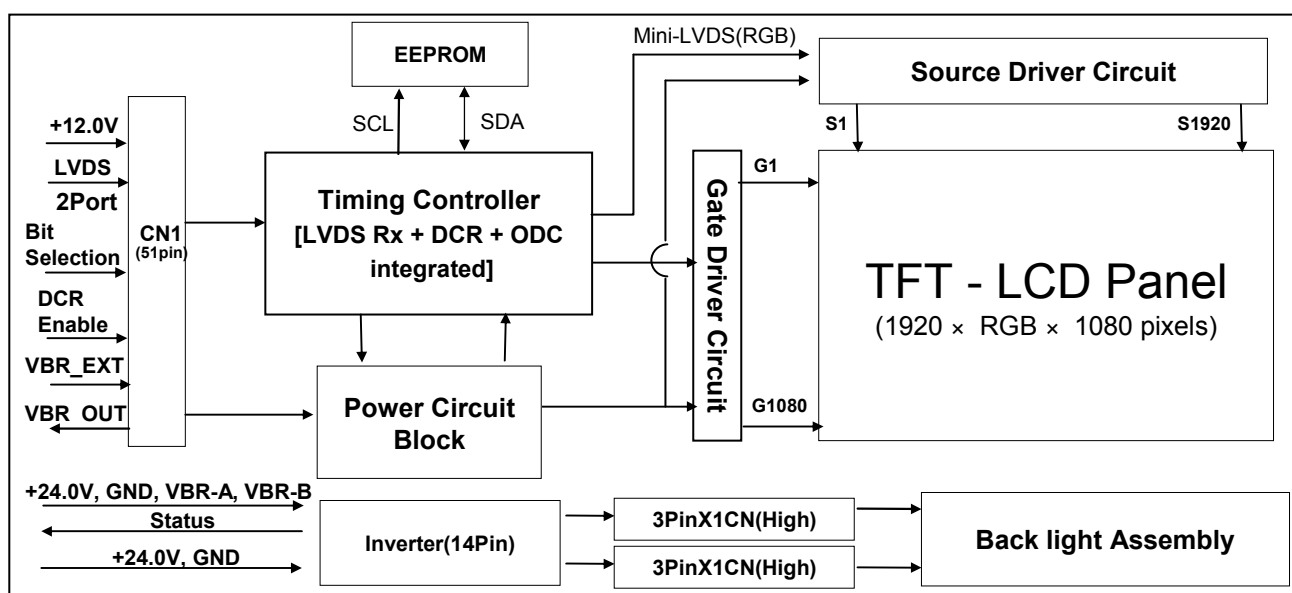 Mini-LVDS(RGB)
EEPROM
Source Driver Circuit
SCL
SDA
S1
S1920
+12.0V
LVDS
2Port
Bit
Selection
DCR
Enable
VBR_EXT
VBR OUT
CN1
(51pin)
Timing Controller
[LVDS Rx + DCR + ODC
integrated]
Gate Driver Circuit
G1
G1080
TFT - LCD Panel
(1920 × RGB × 1080 pixels)
Power Circuit
Block
+24.0V, GND, VBR-A, VBR-B
Status
+24.0V, GND
Inverter(14Pin)
3PinX1CN(High)
3PinX1CN(High)
Back light Assembly